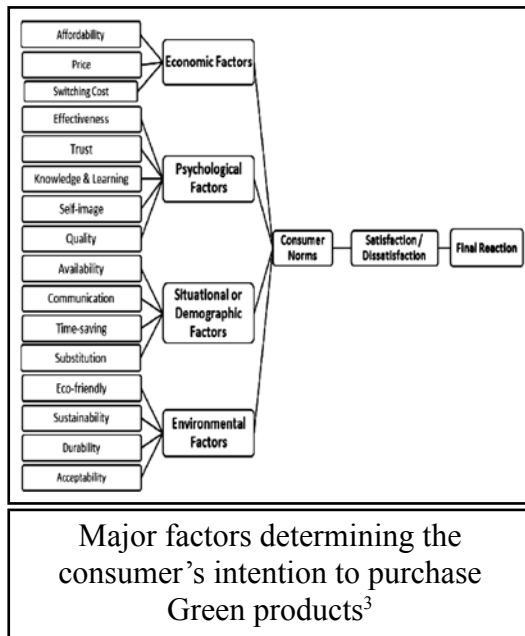 Affordability
Price
Switching Cost
Economic Factors
Effectiveness
Trust
Knowledge & Learning
Self-image
Quality
Psychological
Factors
Availability
Communication
Time-saving
Substitution
Situational or
Demographic
Factors
Eco-friendly
Sustainability
Durability
Acceptability
Environmental
Factors
Consumer
Norms
Satisfaction /
Dissatisfaction
Final Reaction
Major factors determining the
consumer’s intention to purchase
Green products³